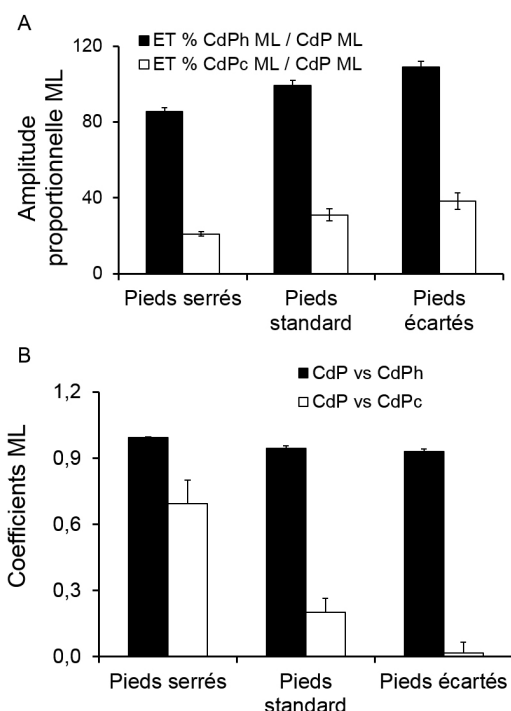 A
ET % CdPh ML / CdP ML
ET % CdPc ML / CdP ML
Amplitude
proportionnelle ML
120
80
40
0
Pieds serrés
Pieds
standard
Pieds
écartés
B
CdP vs CdPh
CdP vs CdPc
Coefficients ML
1,2
0,9
0,6
0,3
0,0
Pieds serrés
Pieds
standard
Pieds écartés